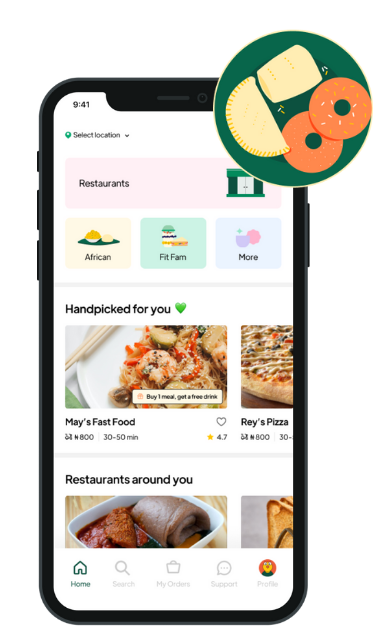 9:41
Select location
Restaurants
African
Fit Fam
More
Handpicked for you 💚
Buy 1 meal, get a free drink
May's Fast Food
Rey's Pizza
₦800 | 30-50 min
4.7
₦800 | 30-
Restaurants around you
Home
Search
My Orders
Support
Profile